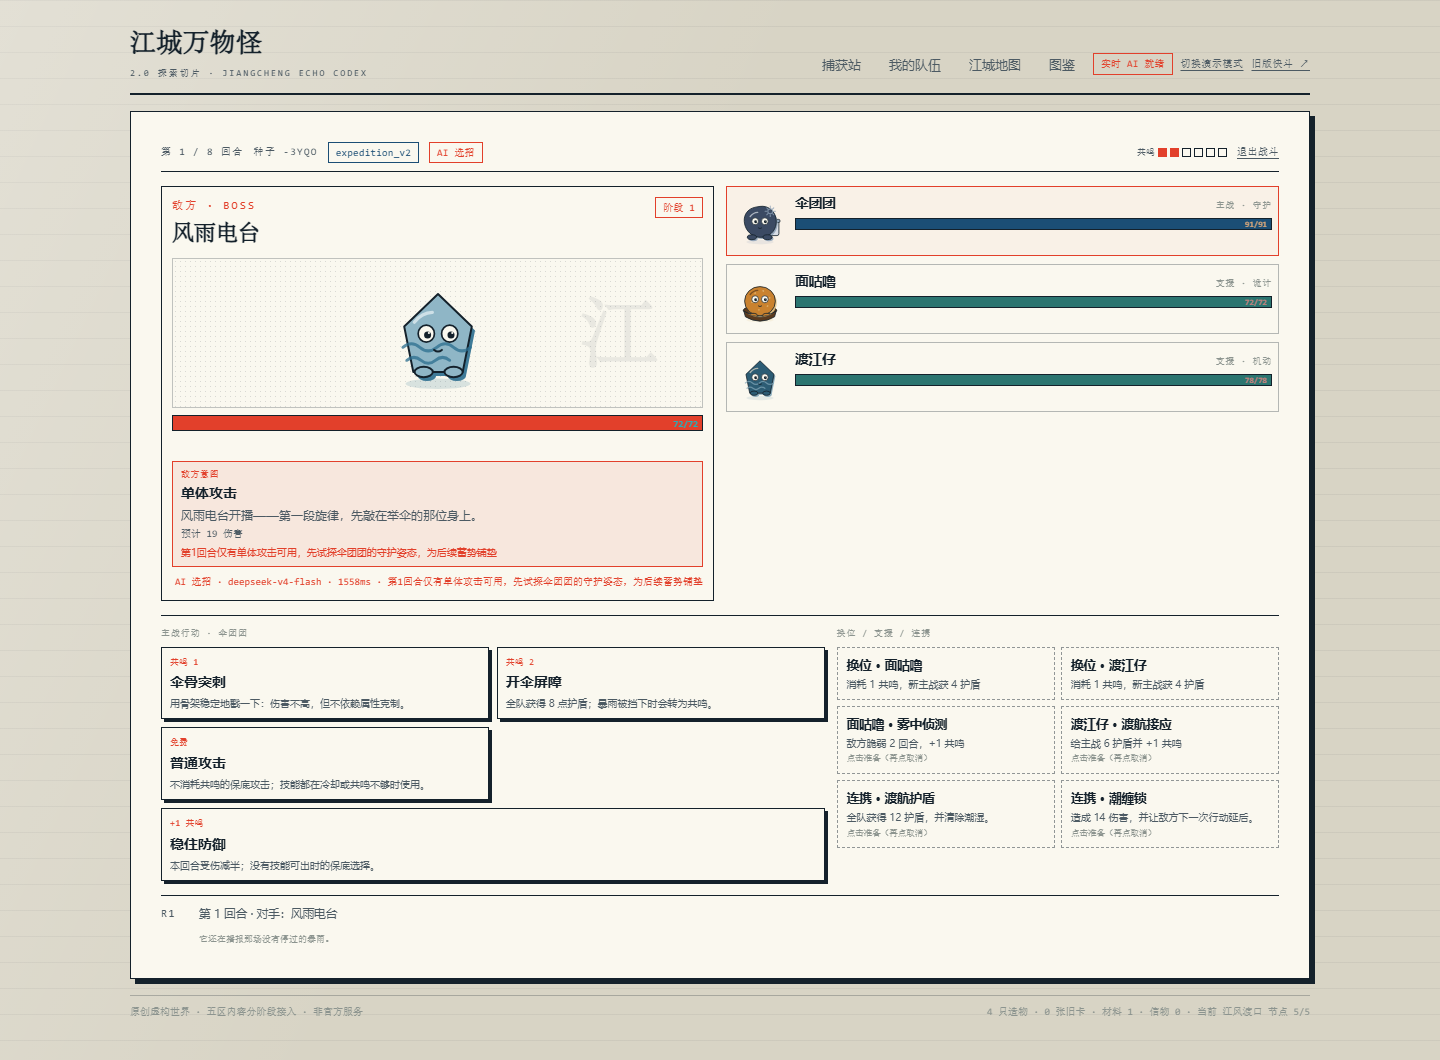 江城万物怪
2.0 探索切片 · JIANGCHENG ECHO CODEX
捕获站 我的队伍 江城地图 图鉴 实时 AI 就绪 切换演示模式 旧版快斗 ↗
第 1 / 8 回合 种子 -3YQO expedition_v2 AI 选招
共鸣 退出战斗
敌方 · BOSS
阶段 1
风雨电台
江
72/72
敌方意图
单体攻击
风雨电台开播——第一段旋律，先敲在举伞的那位身上。
预计 19 伤害
第1回合仅有单体攻击可用，先试探伞团团的守护姿态，为后续蓄势铺垫
AI 选招 · deepseek-v4-flash · 1558ms · 第1回合仅有单体攻击可用，先试探伞团团的守护姿态，为后续蓄势铺垫
伞团团
主战 · 守护
91/91
面咕噜
支援 · 诡计
72/72
渡江仔
支援 · 机动
78/78
主战行动 · 伞团团
共鸣 1
伞骨突刺
用骨架稳定地戳一下：伤害不高，但不依赖属性克制。
共鸣 2
开伞屏障
全队获得 8 点护盾；暴雨被挡下时会转为共鸣。
免费
普通攻击
不消耗共鸣的保底攻击；技能都在冷却或共鸣不够时使用。
+1 共鸣
稳住防御
本回合受伤减半；没有技能可出时的保底选择。
换位 / 支援 / 连携
换位 · 面咕噜
消耗 1 共鸣，新主战获 4 护盾
换位 · 渡江仔
消耗 1 共鸣，新主战获 4 护盾
面咕噜 · 雾中侦测
敌方脆弱 2 回合，+1 共鸣
点击准备（再点取消）
渡江仔 · 渡航接应
给主战 6 护盾并 +1 共鸣
点击准备（再点取消）
连携 · 渡航护盾
全队获得 12 护盾，并清除潮湿。
点击准备（再点取消）
连携 · 潮缠锁
造成 14 伤害，并让敌方下一次行动延后。
点击准备（再点取消）
R1 第 1 回合 · 对手：风雨电台
它还在播报那场没有停过的暴雨。
原创虚构世界 · 五区内容分阶段接入 · 非官方服务
4 只造物 · 0 张旧卡 · 材料 1 · 信物 0 · 当前 江风渡口 节点 5/5